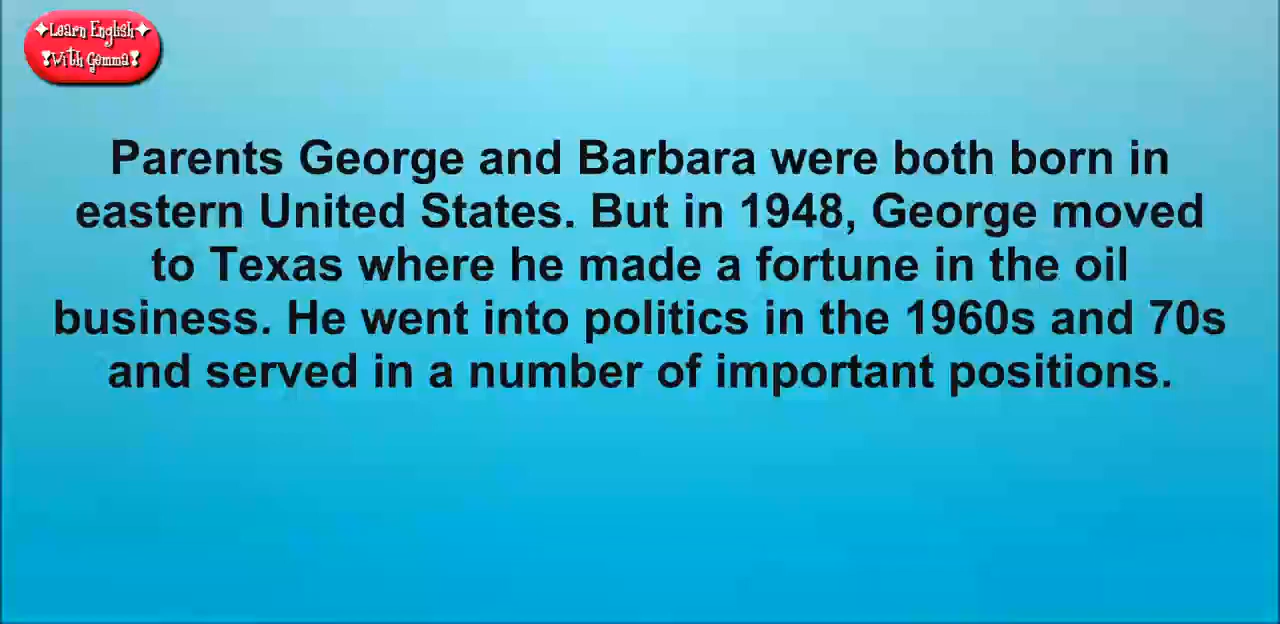 ✦Learn English✦
❣With Gemma❣
Parents George and Barbara were both born in
eastern United States. But in 1948, George moved
to Texas where he made a fortune in the oil
business. He went into politics in the 1960s and 70s
and served in a number of important positions.